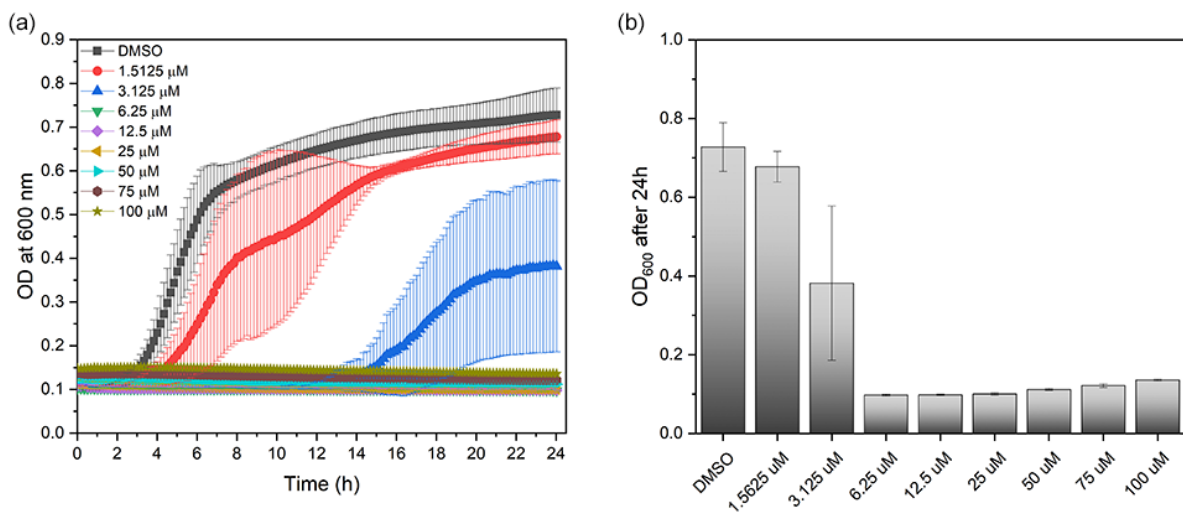 (a)
0.9
0.8
0.7
0.6
0.5
0.4
0.3
0.2
0.1
0.0
OD at 600 nm
DMSO
1.5125 μM
3.125 μM
6.25 μM
12.5 μM
25 μM
50 μM
75 μM
100 μM
0 2 4 6 8 10 12 14 16 18 20 22 24
Time (h)
(b)
1.0
0.8
0.6
0.4
0.2
0.0
OD600 after 24h
DMSO
1.5625 uM
3.125 uM
6.25 uM
12.5 uM
25 uM
50 uM
75 uM
100 uM